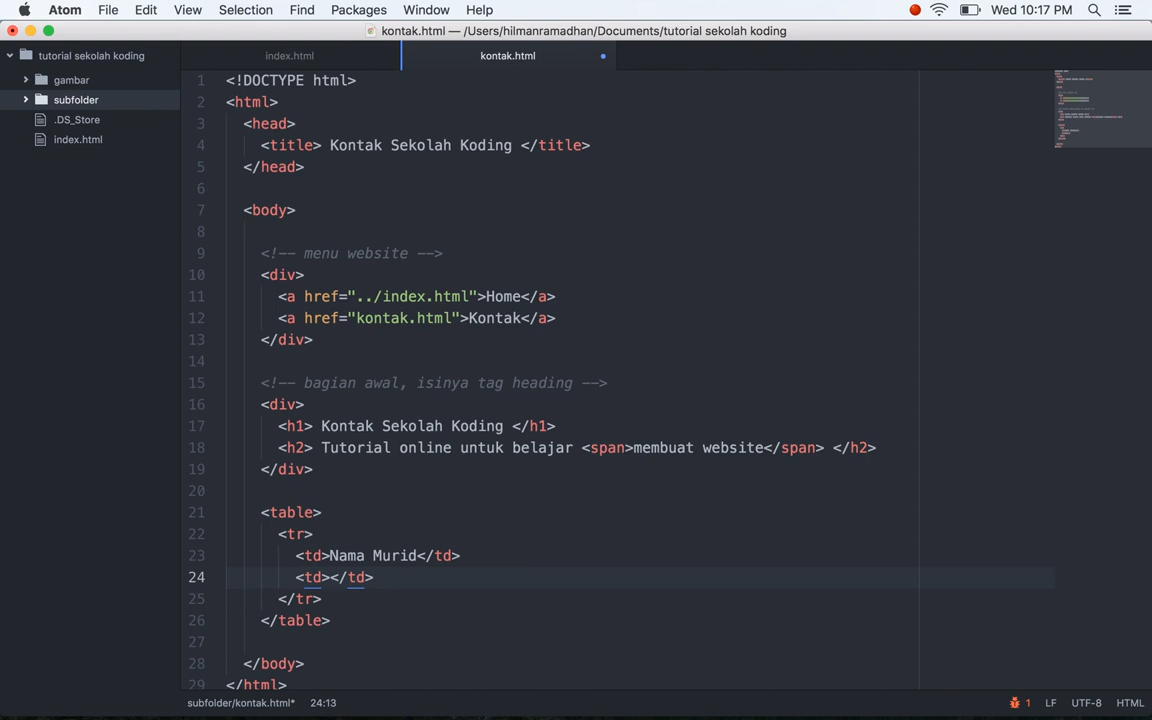 Atom File Edit View Selection Find Packages Window Help Wed 10:17 PM
kontak.html — /Users/hilmanramadhan/Documents/tutorial sekolah koding
tutorial sekolah koding
gambar
subfolder
.DS_Store
index.html
index.html kontak.html
1 <!DOCTYPE html>
2 <html>
3 <head>
4 <title> Kontak Sekolah Koding </title>
5 </head>
6
7 <body>
8
9 <!-- menu website -->
10 <div>
11 <a href="../index.html">Home</a>
12 <a href="kontak.html">Kontak</a>
13 </div>
14
15 <!-- bagian awal, isinya tag heading -->
16 <div>
17 <h1> Kontak Sekolah Koding </h1>
18 <h2> Tutorial online untuk belajar <span>membuat website</span> </h2>
19 </div>
20
21 <table>
22 <tr>
23 <td>Nama Murid</td>
24 <td></td>
25 </tr>
26 </table>
27
28 </body>
29 </html>
subfolder/kontak.html* 24:13 1 LF UTF-8 HTML